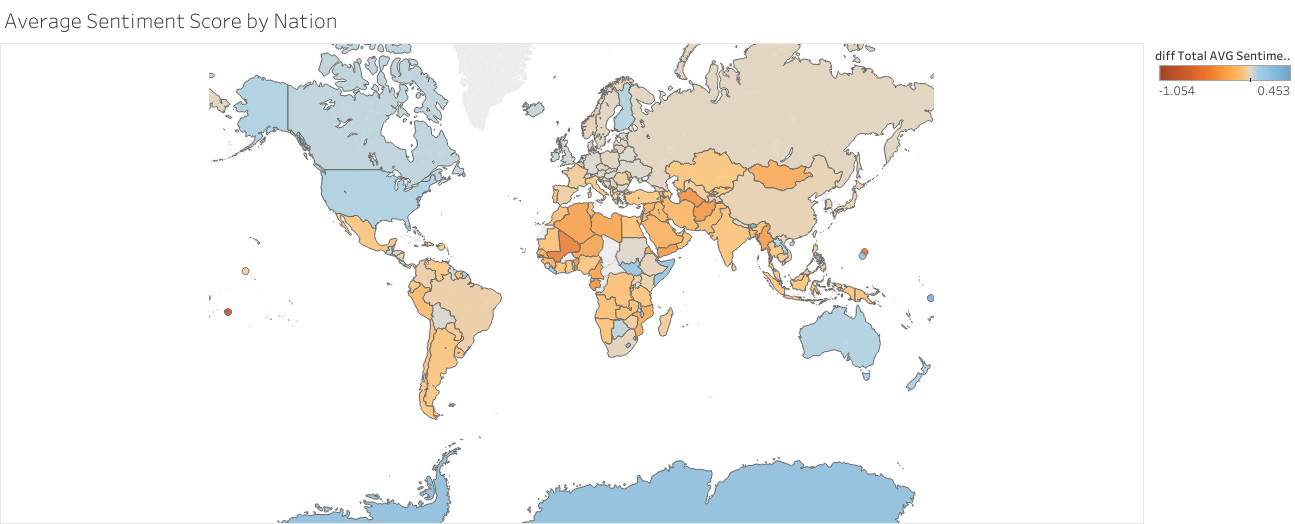 Average Sentiment Score by Nation
diff Total AVG Sentime..
-1.054 0.453